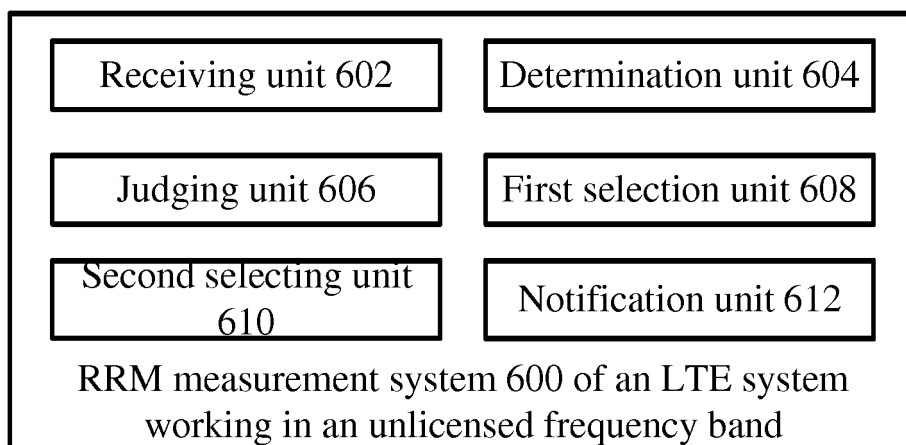 Receiving unit 602
Determination unit 604
Judging unit 606
First selection unit 608
Second selecting unit
610
Notification unit 612
RRM measurement system 600 of an LTE system
working in an unlicensed frequency band